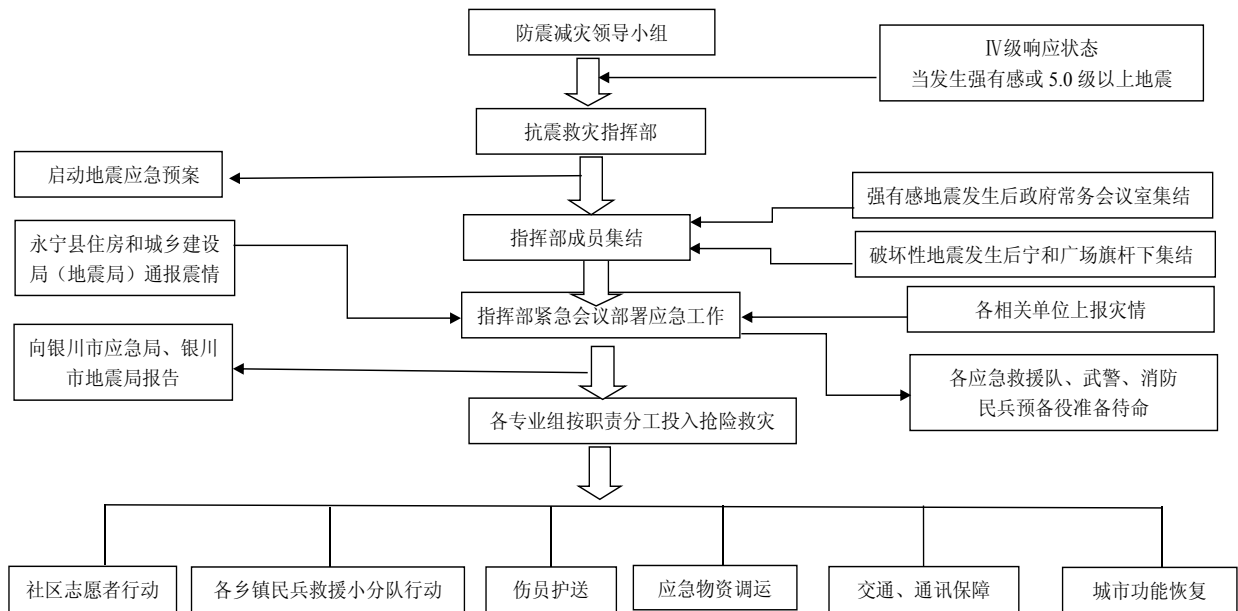 防震减灾领导小组
Ⅳ级响应状态
当发生强有感或 5.0 级以上地震
抗震救灾指挥部
启动地震应急预案
强有感地震发生后政府常务会议室集结
永宁县住房和城乡建设
局（地震局）通报震情
指挥部成员集结
破坏性地震发生后宁和广场旗杆下集结
指挥部紧急会议部署应急工作
各相关单位上报灾情
向银川市应急局、银川
市地震局报告
各应急救援队、武警、消防
民兵预备役准备待命
各专业组按职责分工投入抢险救灾
社区志愿者行动
各乡镇民兵救援小分队行动
伤员护送
应急物资调运
交通、通讯保障
城市功能恢复